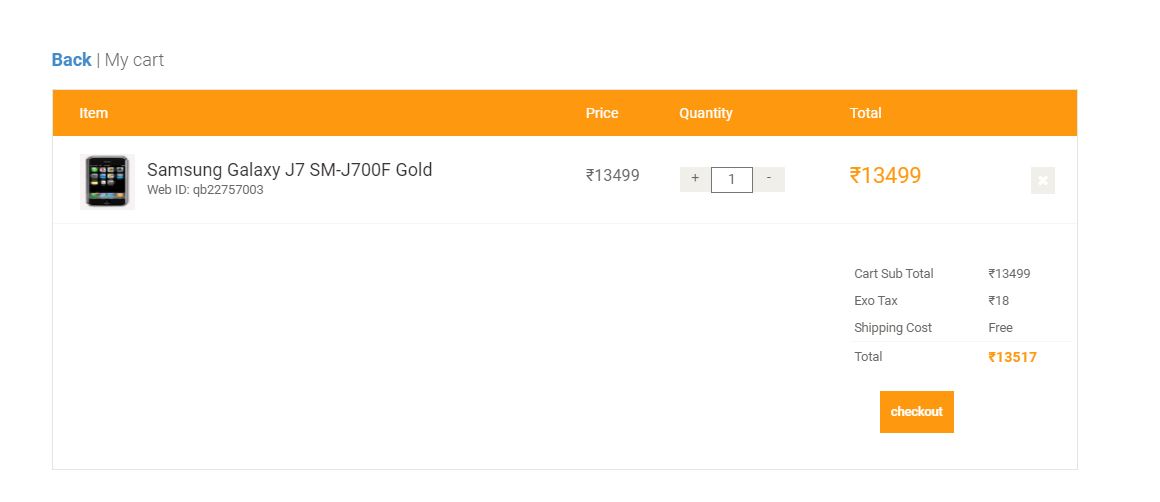 Back | My cart
Item Price Quantity Total
Samsung Galaxy J7 SM-J700F Gold ₹13499 + 1 - ₹13499 ✖
Web ID: qb22757003
Cart Sub Total ₹13499
Exo Tax ₹18
Shipping Cost Free
Total ₹13517
checkout